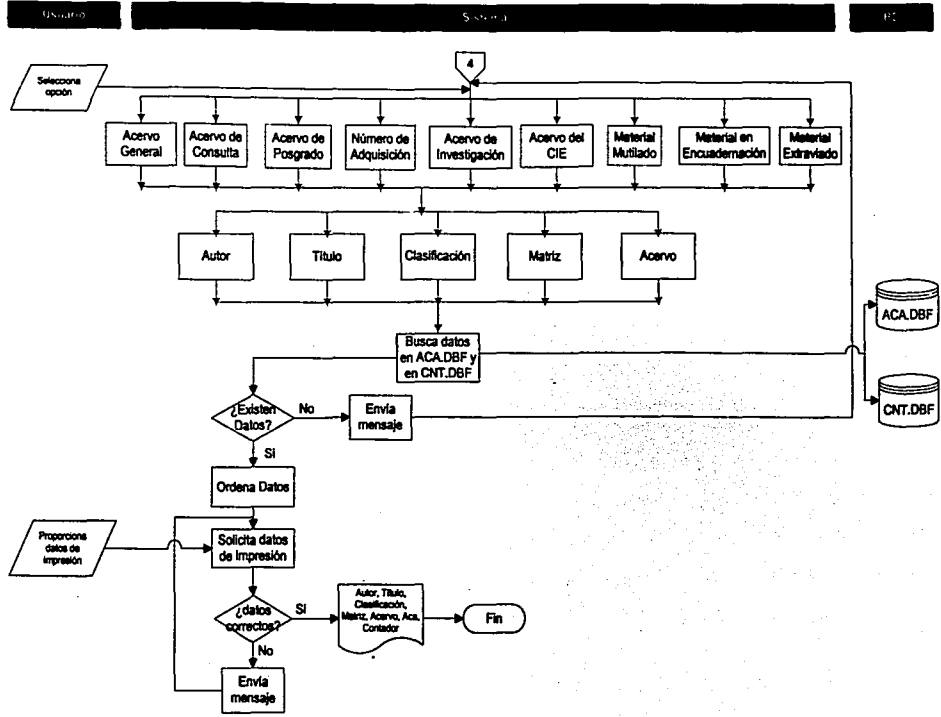 Usuario
Sistema
4
Selecciona
opción
Acervo
General
Acervo de
Consulta
Acervo de
Posgrado
Número de
Adquisición
Acervo de
Investigación
Acervo del
CIE
Material
Mutilado
Material en
Encuadernación
Material
Extraviado
Autor
Título
Clasificación
Matriz
Acervo
Busca datos
en ACA.DBF y
en CNT.DBF
ACA.DBF
CNT.DBF
¿Existen
Datos?
No
Envía
mensaje
Si
Ordena Datos
Proporciona
datos de
impresión
Solicita datos
de Impresión
¿datos
correctos?
Si
Autor, Título,
Clasificación,
Matriz, Acervo, Aca,
Contador
Fin
No
Envía
mensaje